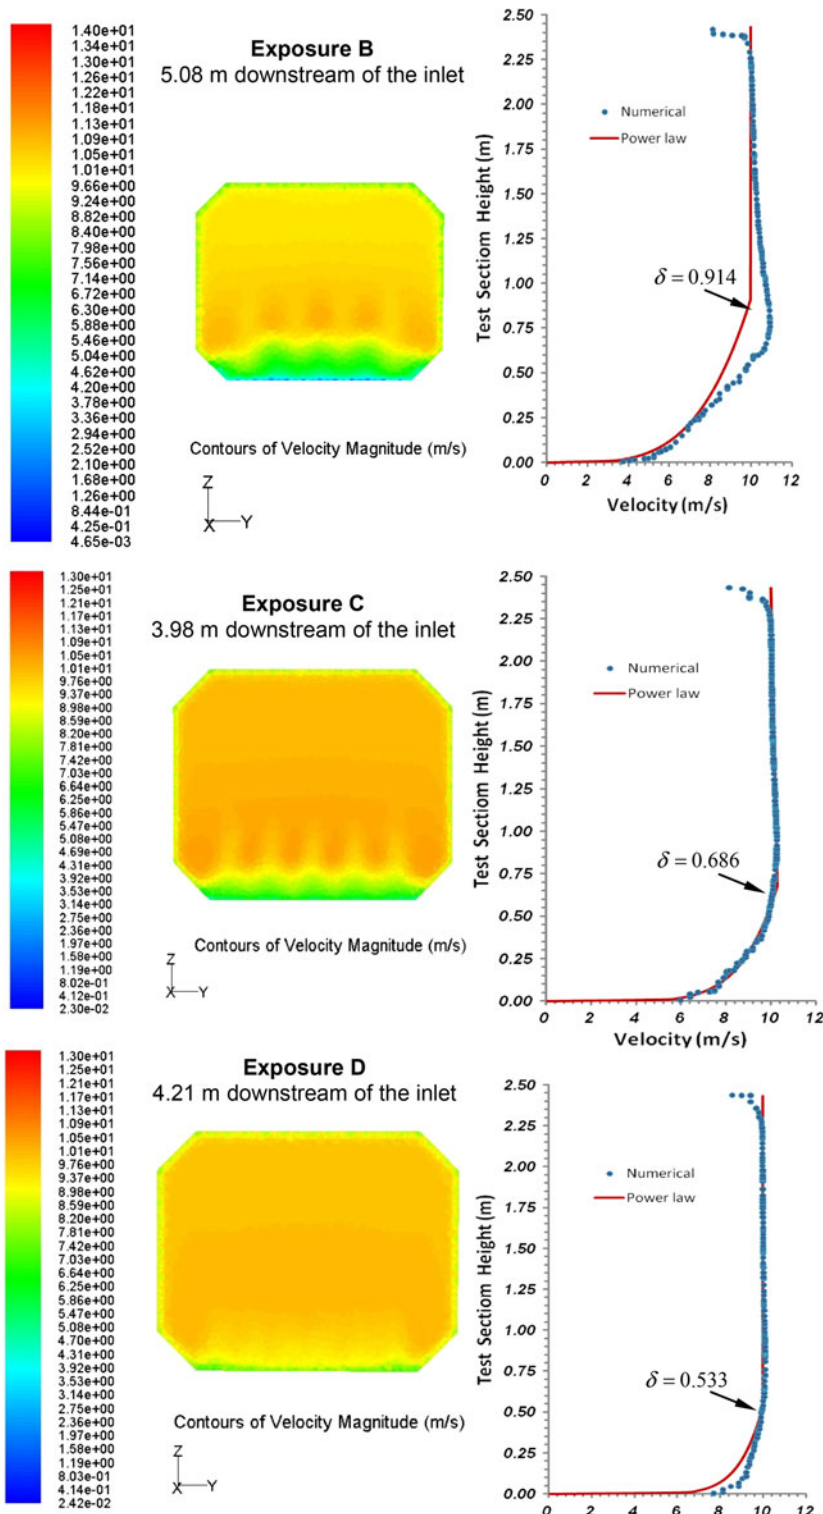 1.40e+01
1.34e+01
1.30e+01
1.26e+01
1.22e+01
1.18e+01
1.13e+01
1.09e+01
1.05e+01
1.01e+01
9.66e+00
9.24e+00
8.82e+00
8.40e+00
7.98e+00
7.56e+00
7.14e+00
6.72e+00
6.30e+00
5.88e+00
5.46e+00
5.04e+00
4.62e+00
4.20e+00
3.78e+00
3.36e+00
2.94e+00
2.52e+00
2.10e+00
1.68e+00
1.26e+00
8.44e-01
4.25e-01
4.65e-03
Exposure B
5.08 m downstream of the inlet
Contours of Velocity Magnitude (m/s)
Z
X
Y
Test Sectiom Height (m)
2.50
2.25
2.00
1.75
1.50
1.25
1.00
0.75
0.50
0.25
0.00
Numerical
Power law
δ = 0.914
0 2 4 6 8 10 12
Velocity (m/s)
1.30e+01
1.25e+01
1.21e+01
1.17e+01
1.13e+01
1.09e+01
1.05e+01
1.01e+01
9.76e+00
9.37e+00
8.98e+00
8.59e+00
8.20e+00
7.81e+00
7.42e+00
7.03e+00
6.64e+00
6.25e+00
5.86e+00
5.47e+00
5.08e+00
4.69e+00
4.31e+00
3.92e+00
3.53e+00
3.14e+00
2.75e+00
2.36e+00
1.97e+00
1.58e+00
1.19e+00
8.02e-01
4.12e-01
2.30e-02
Exposure C
3.98 m downstream of the inlet
Contours of Velocity Magnitude (m/s)
Z
X
Y
Test Sectiom Height (m)
2.50
2.25
2.00
1.75
1.50
1.25
1.00
0.75
0.50
0.25
0.00
Numerical
Power law
δ = 0.686
0 2 4 6 8 10 12
Velocity (m/s)
1.30e+01
1.25e+01
1.21e+01
1.17e+01
1.13e+01
1.09e+01
1.05e+01
1.01e+01
9.76e+00
9.37e+00
8.98e+00
8.59e+00
8.20e+00
7.81e+00
7.42e+00
7.03e+00
6.64e+00
6.25e+00
5.86e+00
5.47e+00
5.08e+00
4.70e+00
4.31e+00
3.92e+00
3.53e+00
3.14e+00
2.75e+00
2.36e+00
1.97e+00
1.58e+00
1.19e+00
8.03e-01
4.14e-01
2.42e-02
Exposure D
4.21 m downstream of the inlet
Contours of Velocity Magnitude (m/s)
Z
X
Y
Test Sectiom Height (m)
2.50
2.25
2.00
1.75
1.50
1.25
1.00
0.75
0.50
0.25
0.00
Numerical
Power law
δ = 0.533
0 2 4 6 8 10 12
Velocity (m/s)